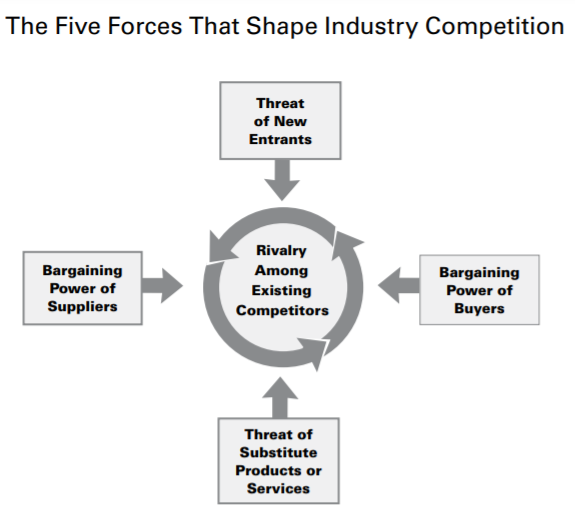 The Five Forces That Shape Industry Competition
Threat
of New
Entrants
Bargaining
Power of
Suppliers
Rivalry
Among
Existing
Competitors
Bargaining
Power of
Buyers
Threat of
Substitute
Products or
Services